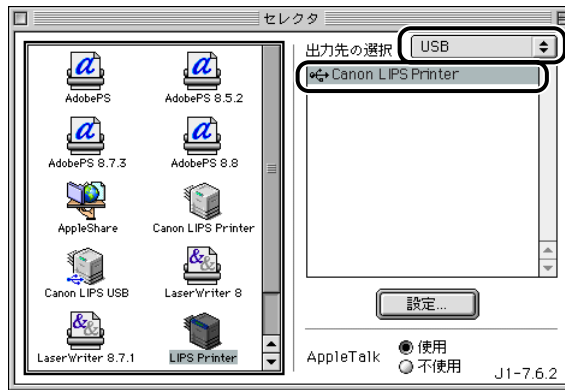 セレクタ
AdobePS
AdobePS 8.5.2
AdobePS 8.7.3
AdobePS 8.8
AppleShare
Canon LIPS Printer
Canon LIPS USB
LaserWriter 8
LaserWriter 8.7.1
LIPS Printer
出力先の選択
USB
Canon LIPS Printer
設定...
AppleTalk
使用
不使用
J1-7.6.2